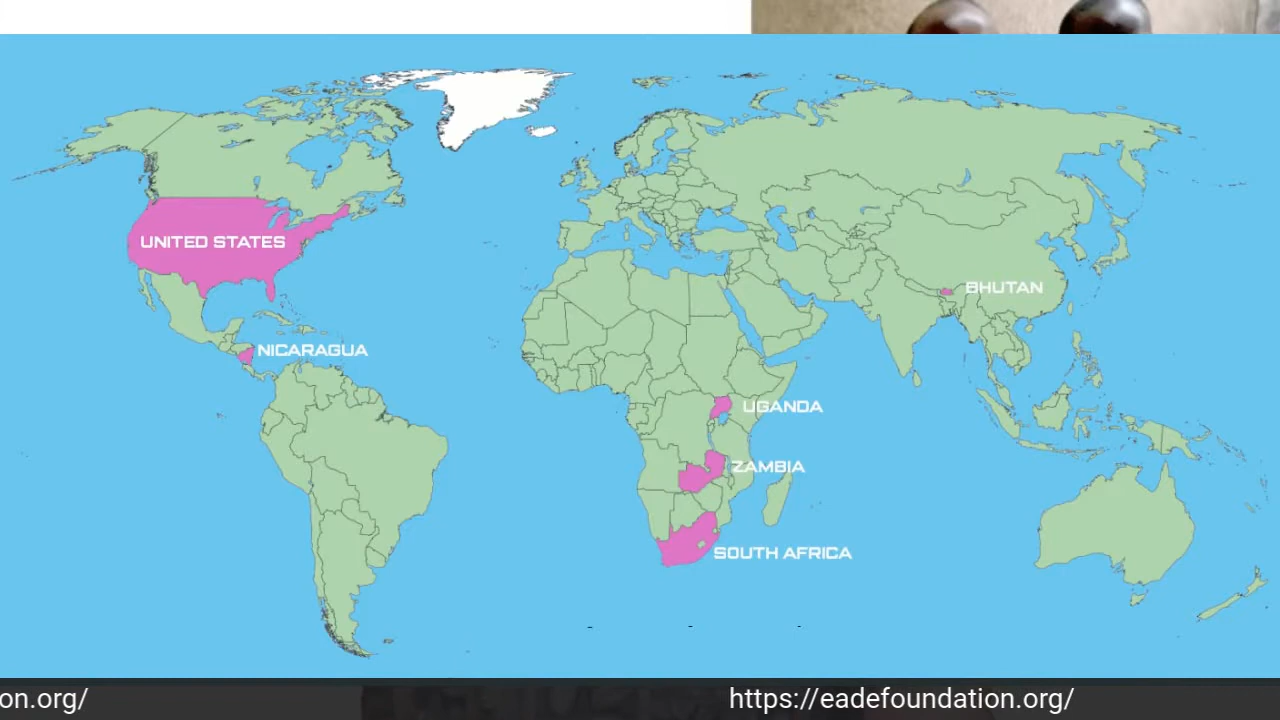 UNITED STATES
BHUTAN
NICARAGUA
UGANDA
ZAMBIA
SOUTH AFRICA
on.org/ https://eadefoundation.org/